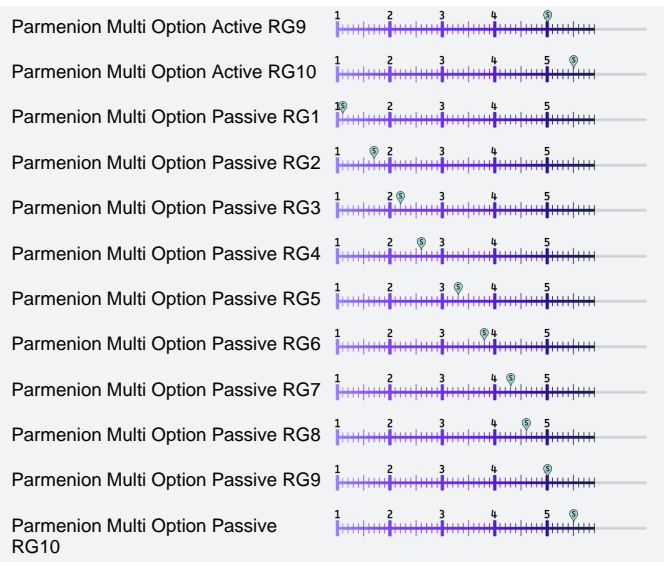 Parmenion Multi Option Active RG9 1 2 3 4 S
Parmenion Multi Option Active RG10 1 2 3 4 5 S
Parmenion Multi Option Passive RG1 1 S 2 3 4 5
Parmenion Multi Option Passive RG2 1 S 2 3 4 5
Parmenion Multi Option Passive RG3 1 2 S 3 4 5
Parmenion Multi Option Passive RG4 1 2 S 3 4 5
Parmenion Multi Option Passive RG5 1 2 3 S 4 5
Parmenion Multi Option Passive RG6 1 2 3 S 4 5
Parmenion Multi Option Passive RG7 1 2 3 4 S 5
Parmenion Multi Option Passive RG8 1 2 3 4 S 5
Parmenion Multi Option Passive RG9 1 2 3 4 S
Parmenion Multi Option Passive 1 2 3 4 5 S
RG10